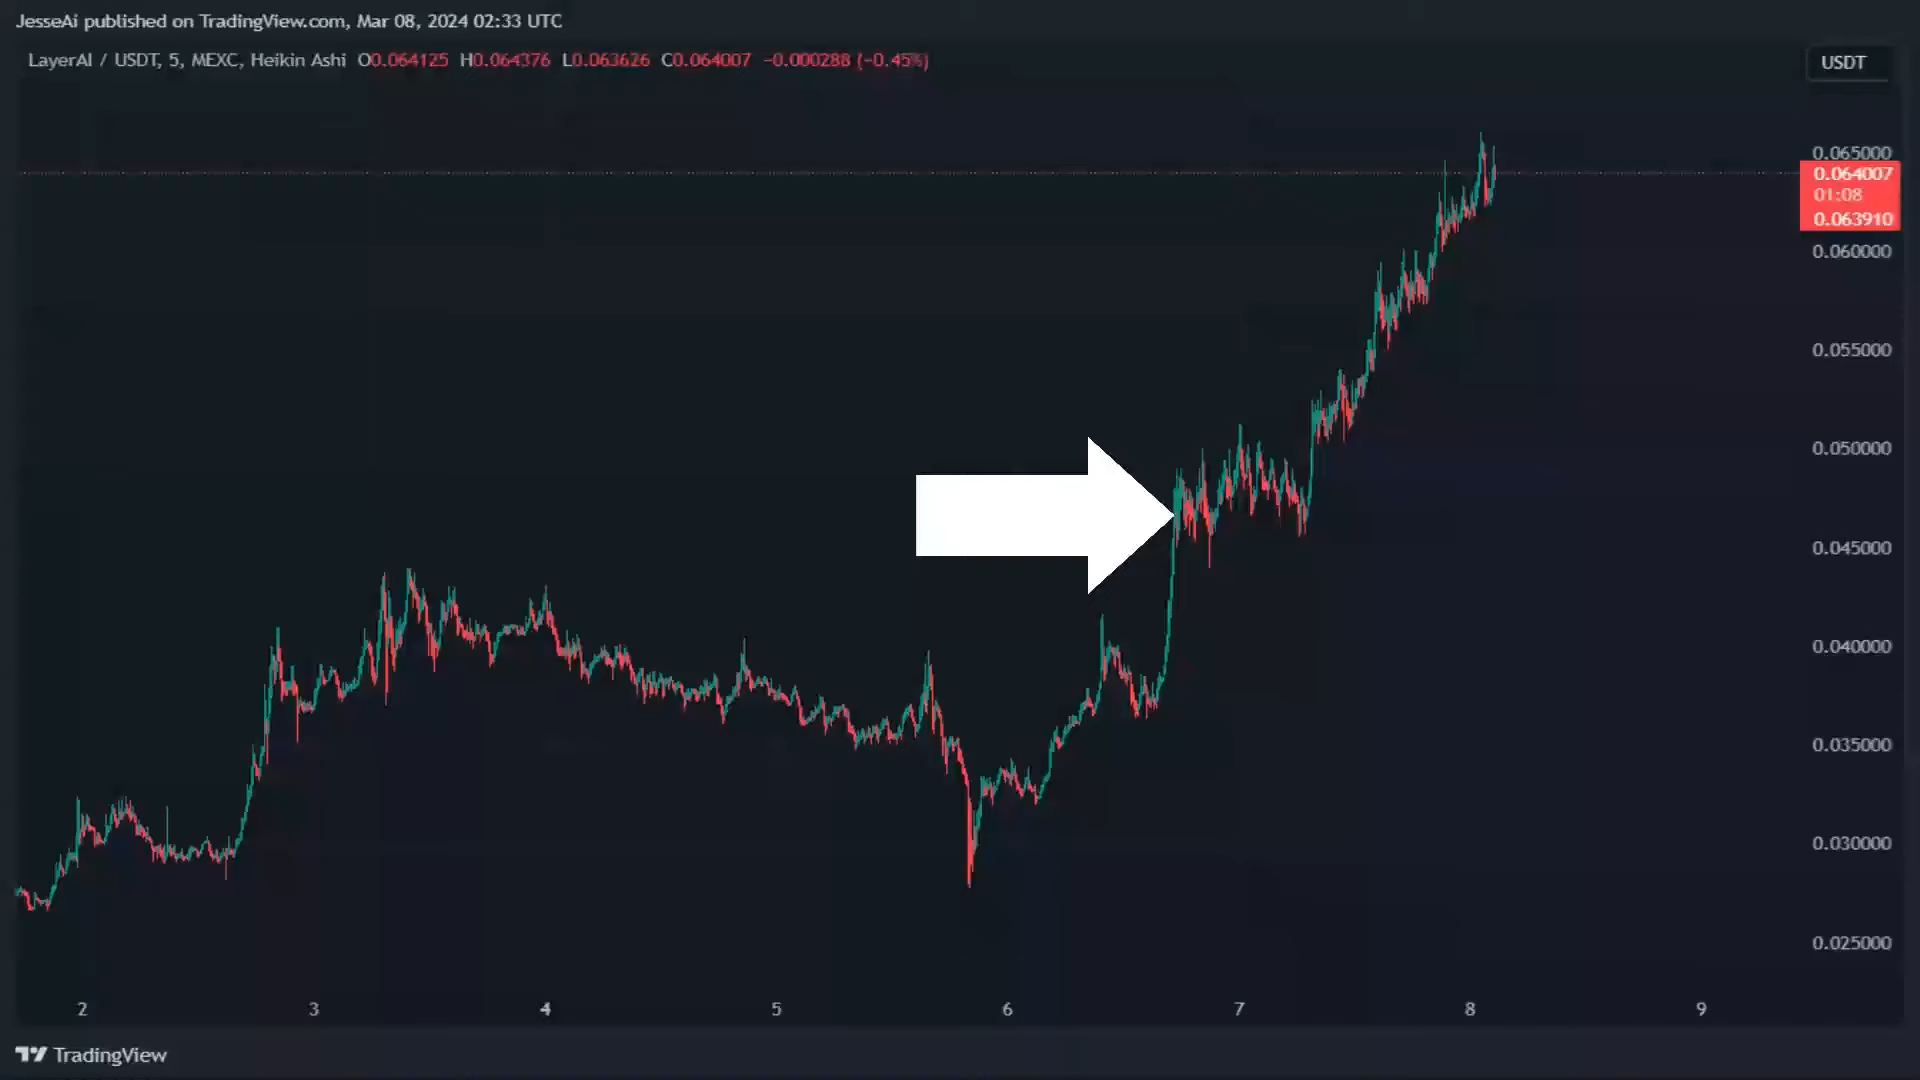 JesseAi published on TradingView.com, Mar 08, 2024 02:33 UTC
LayerAI / USDT, 5, MEXC, Heikin Ashi O0.064125 H0.064376 L0.063626 C0.064007 −0.000288 (−0.45%)
USDT
0.065000
0.064007
01:08
0.063910
0.060000
0.055000
0.050000
0.045000
0.040000
0.035000
0.030000
0.025000
2 3 4 5 6 7 8 9
TradingView